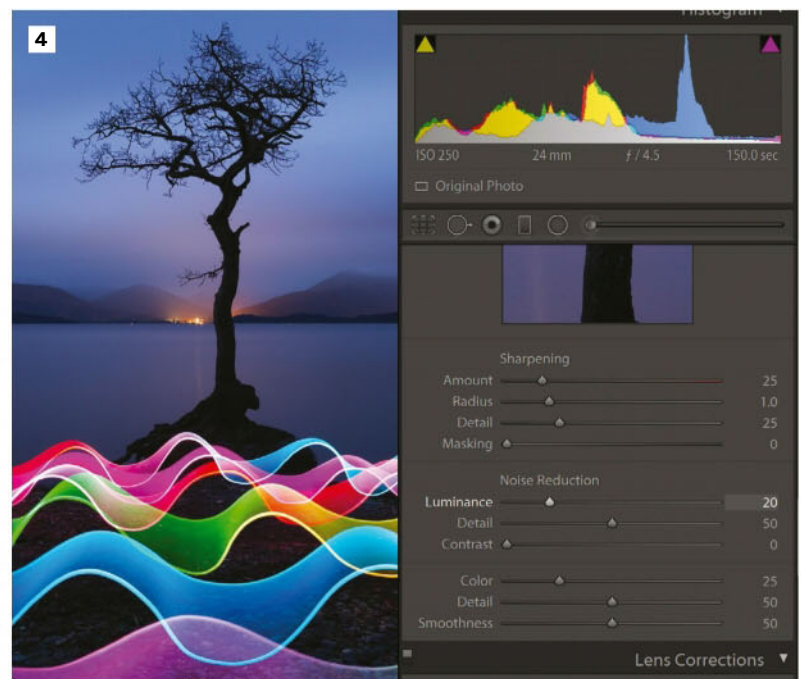 4
Histogram
ISO 250 24 mm ƒ / 4.5 150.0 sec
Original Photo
Sharpening
Amount 25
Radius 1.0
Detail 25
Masking 0
Noise Reduction
Luminance 20
Detail 50
Contrast 0
Color 25
Detail 50
Smoothness 50
Lens Corrections